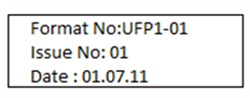 Format No:UFP1-01
Issue No: 01
Date : 01.07.11